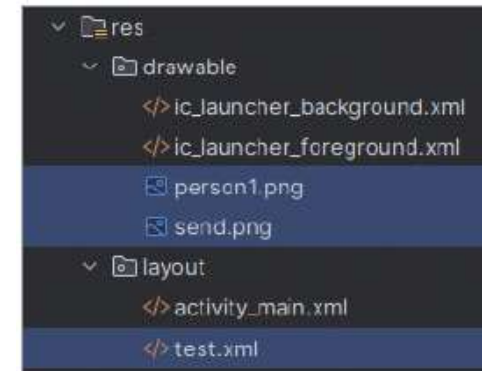 res
drawable
ic_launcher_background.xml
ic_launcher_foreground.xml
person1.png
send.png
layout
activity_main.xml
test.xml